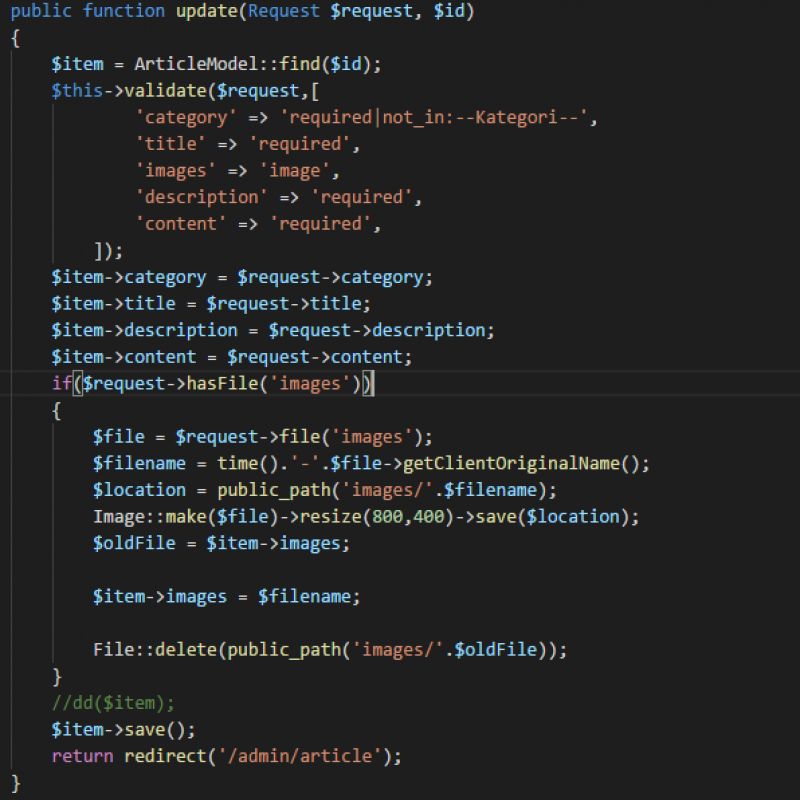 public function update(Request $request, $id)
{
    $item = ArticleModel::find($id);
    $this->validate($request,[
            'category' => 'required|not_in:--Kategori--',
            'title' => 'required',
            'images' => 'image',
            'description' => 'required',
            'content' => 'required',
        ]);
    $item->category = $request->category;
    $item->title = $request->title;
    $item->description = $request->description;
    $item->content = $request->content;
    if($request->hasFile('images'))
    {
        $file = $request->file('images');
        $filename = time().'-'.$file->getClientOriginalName();
        $location = public_path('images/'.$filename);
        Image::make($file)->resize(800,400)->save($location);
        $oldFile = $item->images;

        $item->images = $filename;

        File::delete(public_path('images/'.$oldFile));
    }
    //dd($item);
    $item->save();
    return redirect('/admin/article');
}